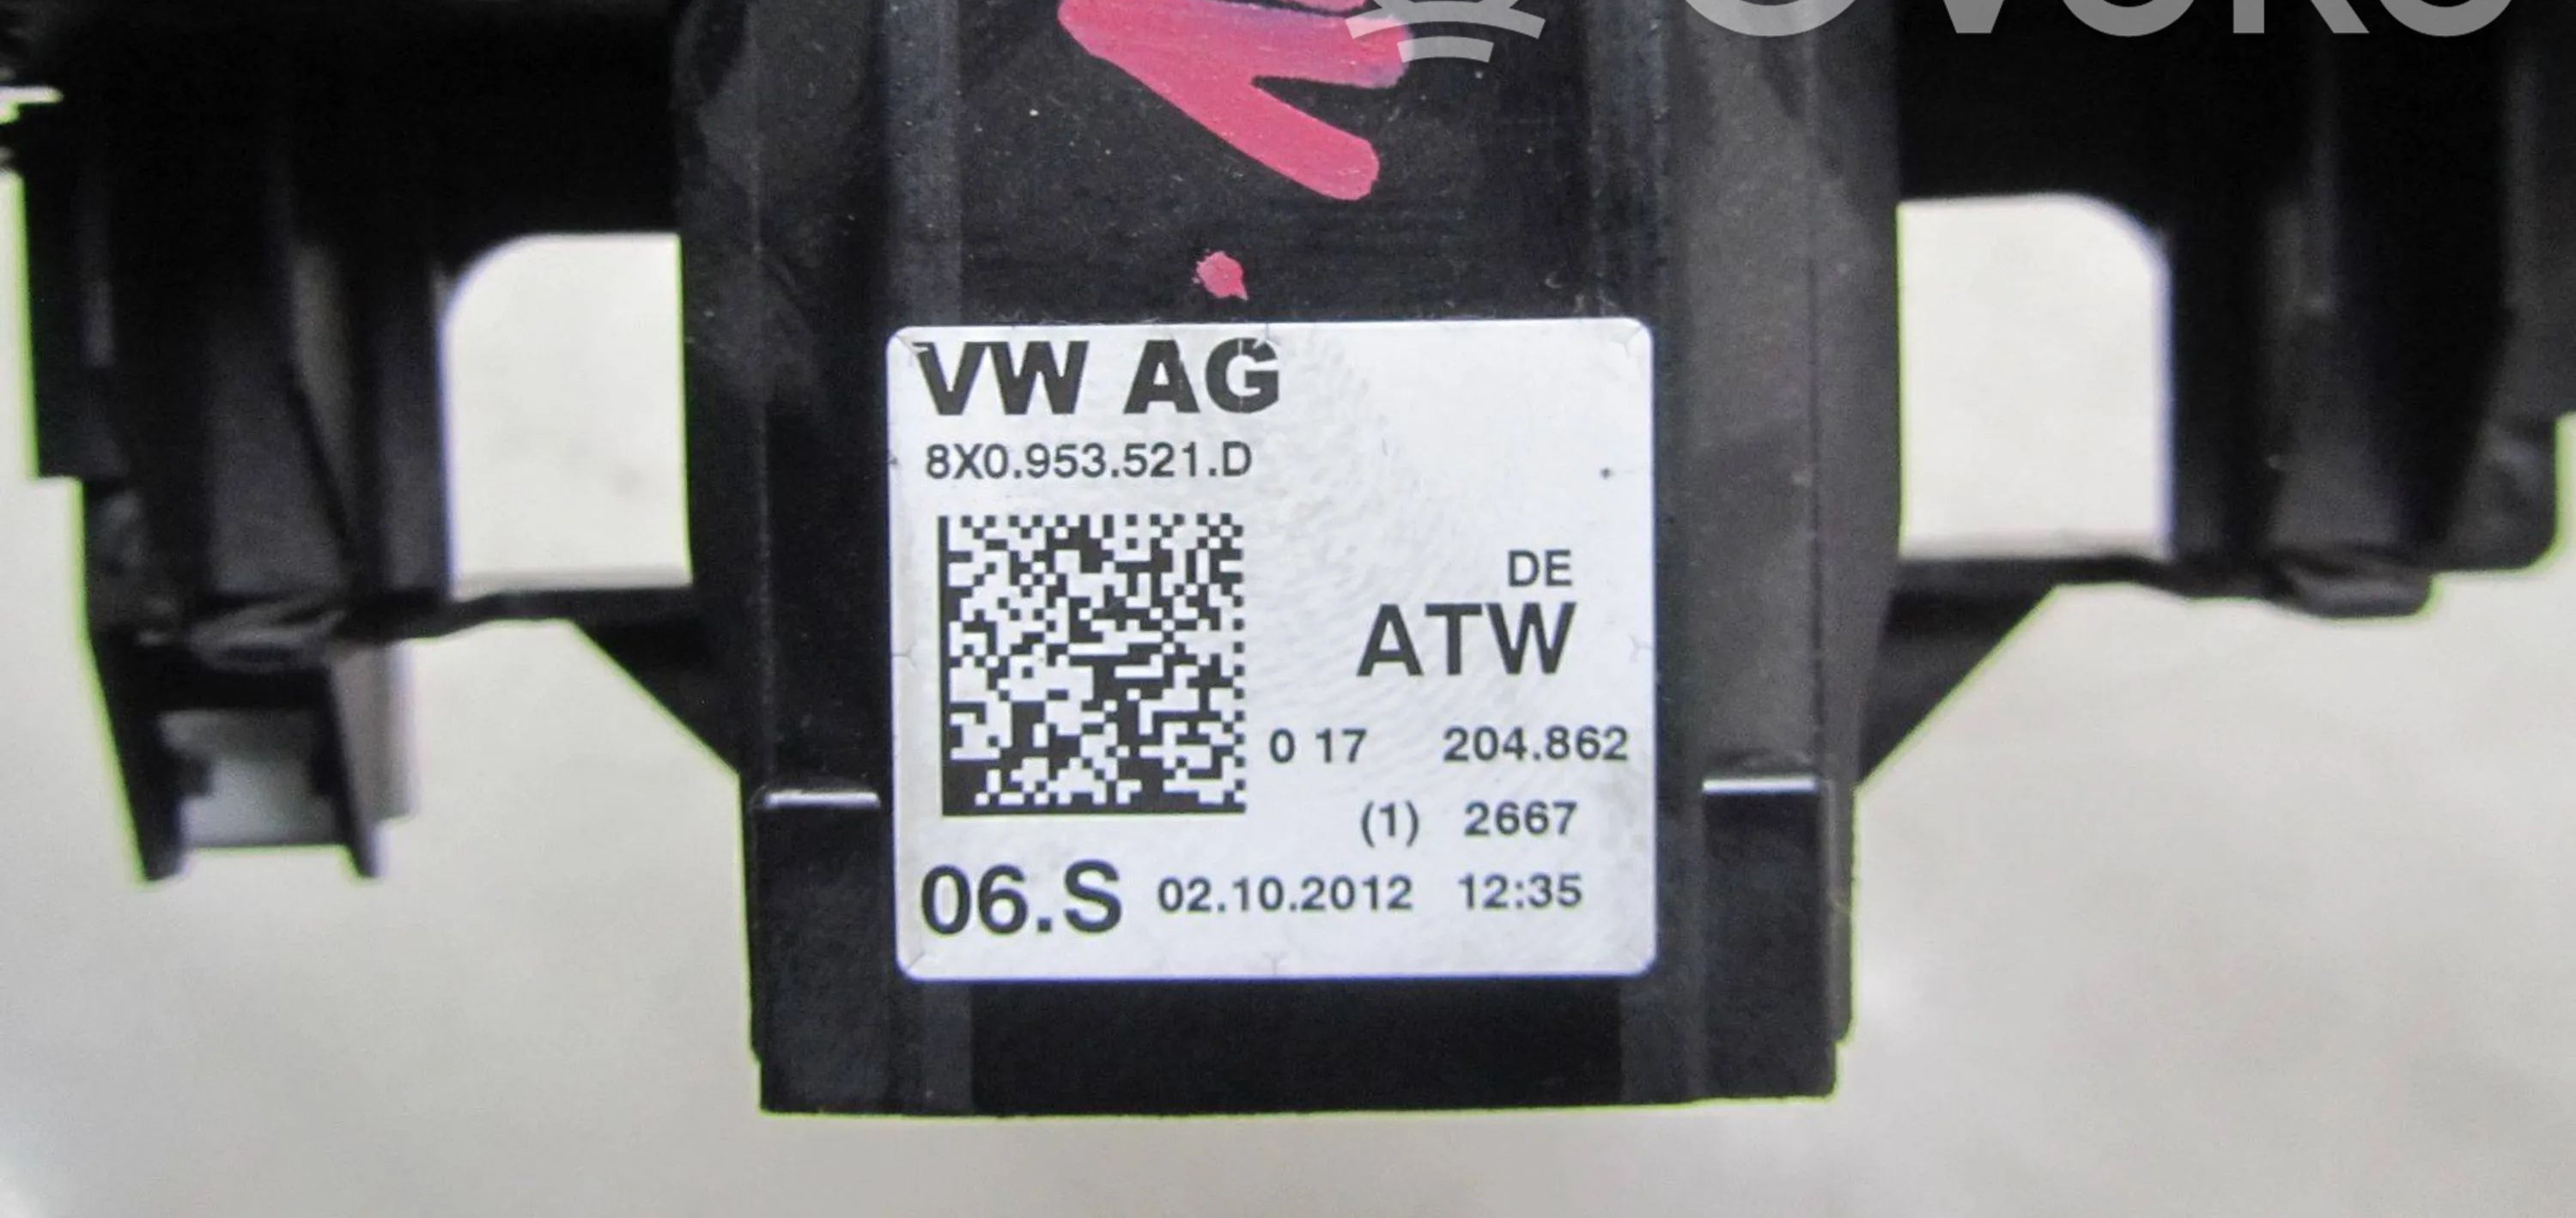 VW AG
8X0.953.521.D
DE
ATW
0 17 204.862
(1) 2667
06.S 02.10.2012 12:35